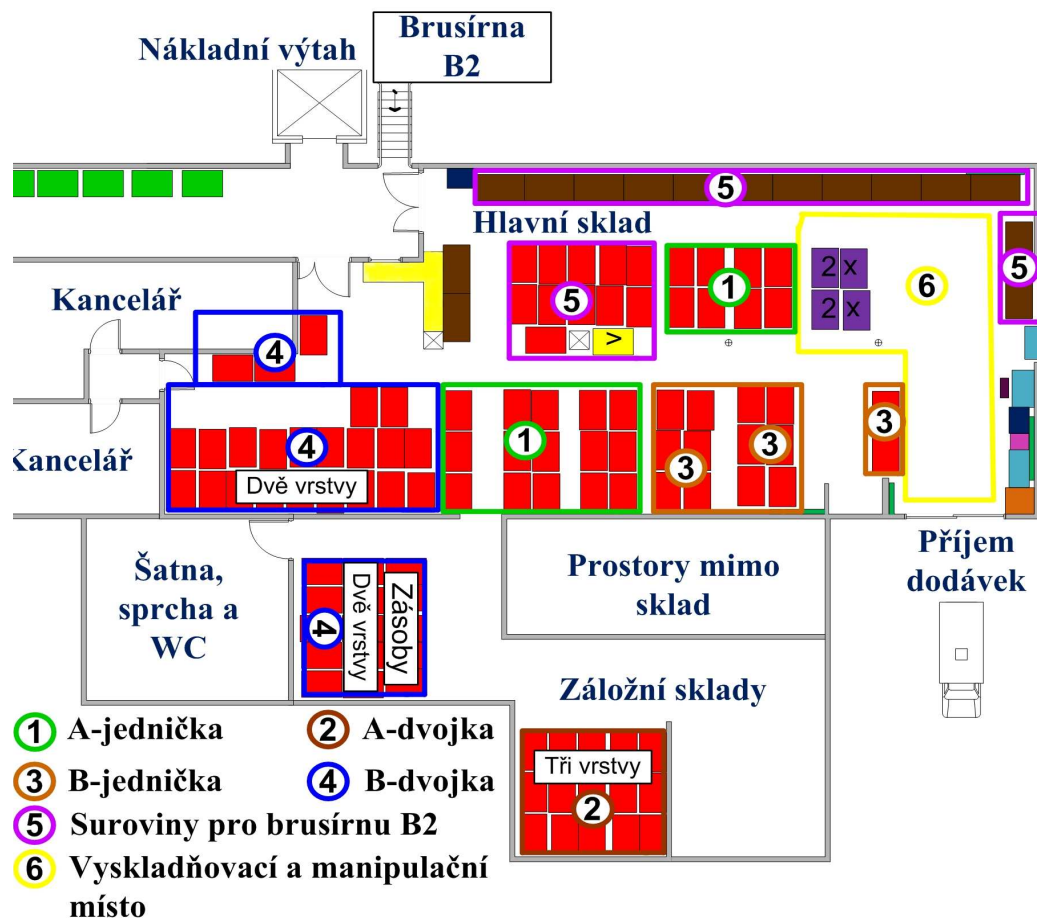 Nákladní výtah
Brusírna
B2
5
Hlavní sklad
5
1
2 x
2 x
6
5
>
Kancelář
4
4
Dvě vrstvy
1
3
3
3
Kancelář
Šatna,
sprcha a
WC
4
Dvě vrstvy
Zásoby
Prostory mimo
sklad
Příjem
dodávek
Záložní sklady
Tři vrstvy
2
1 A-jednička
2 A-dvojka
3 B-jednička
4 B-dvojka
5 Suroviny pro brusírnu B2
6 Vyskladňovací a manipulační
místo